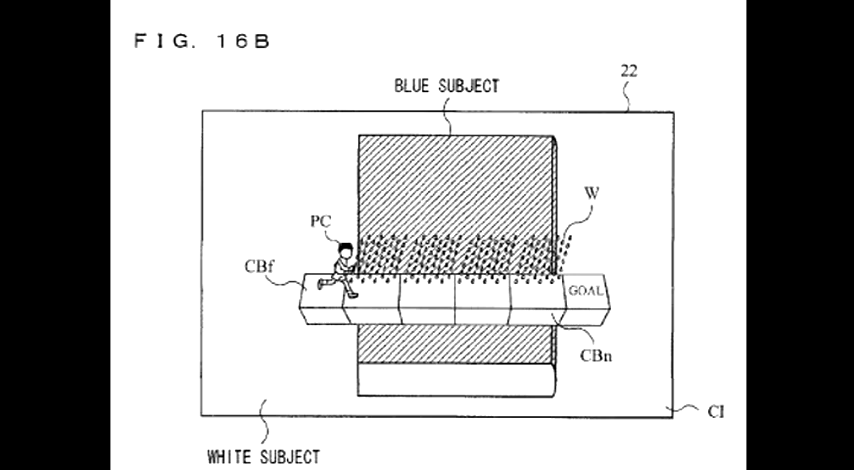 FIG. 16B
22
BLUE SUBJECT
W
PC
CBf
GOAL
CBn
CI
WHITE SUBJECT